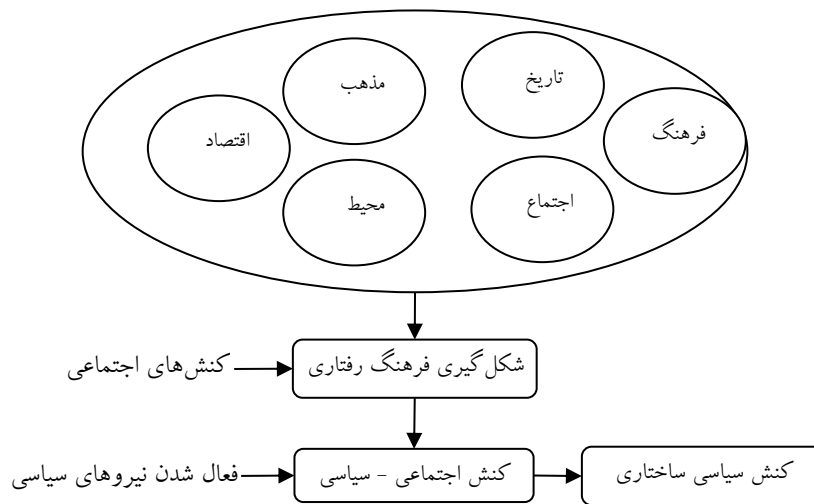 تاریخ
مذهب
فرهنگ
اقتصاد
اجتماع
محیط
شکل‌گیری فرهنگ رفتاری
کنش‌های اجتماعی
کنش سیاسی ساختاری
کنش اجتماعی - سیاسی
فعال شدن نیروهای سیاسی